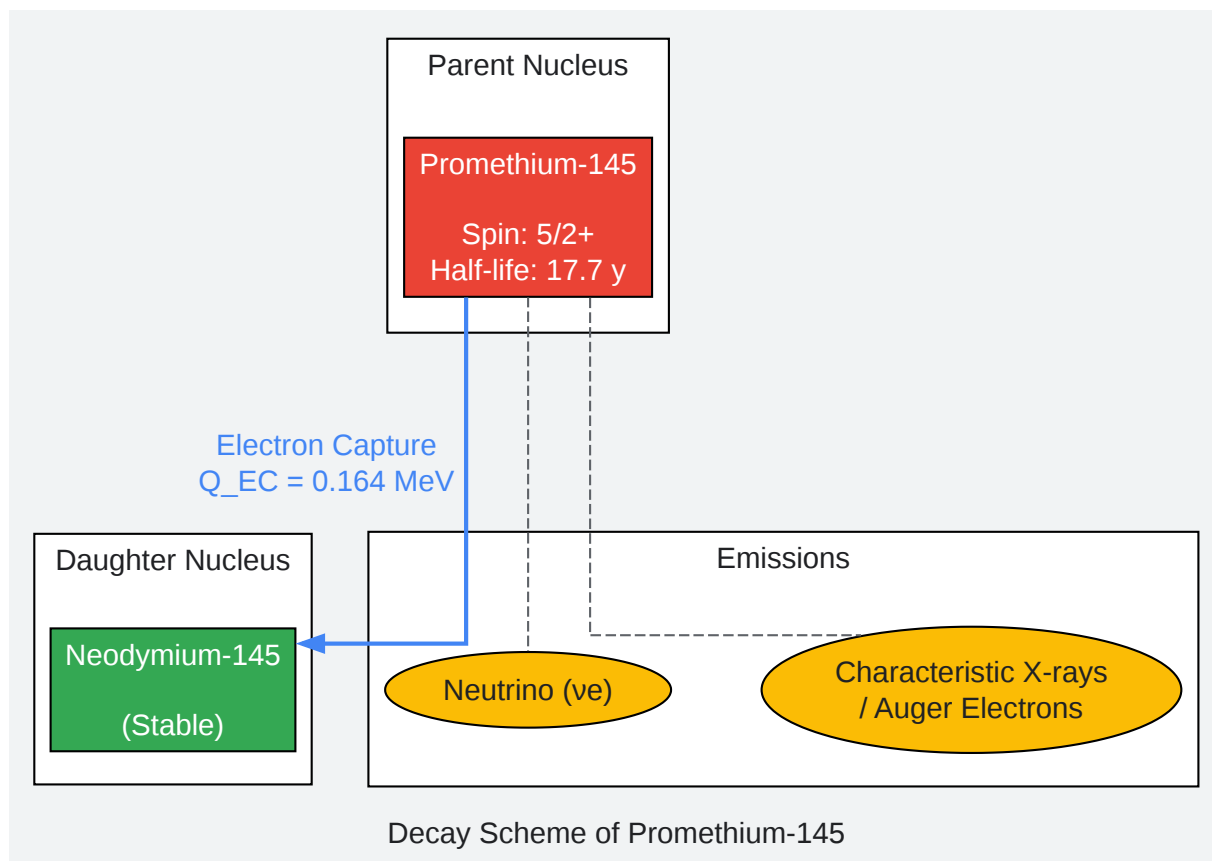 Parent Nucleus
Promethium-145
Spin: 5/2+
Half-life: 17.7 y
Electron Capture
Q_EC = 0.164 MeV
Daughter Nucleus
Neodymium-145
(Stable)
Emissions
Neutrino (νe)
Characteristic X-rays
/ Auger Electrons
Decay Scheme of Promethium-145